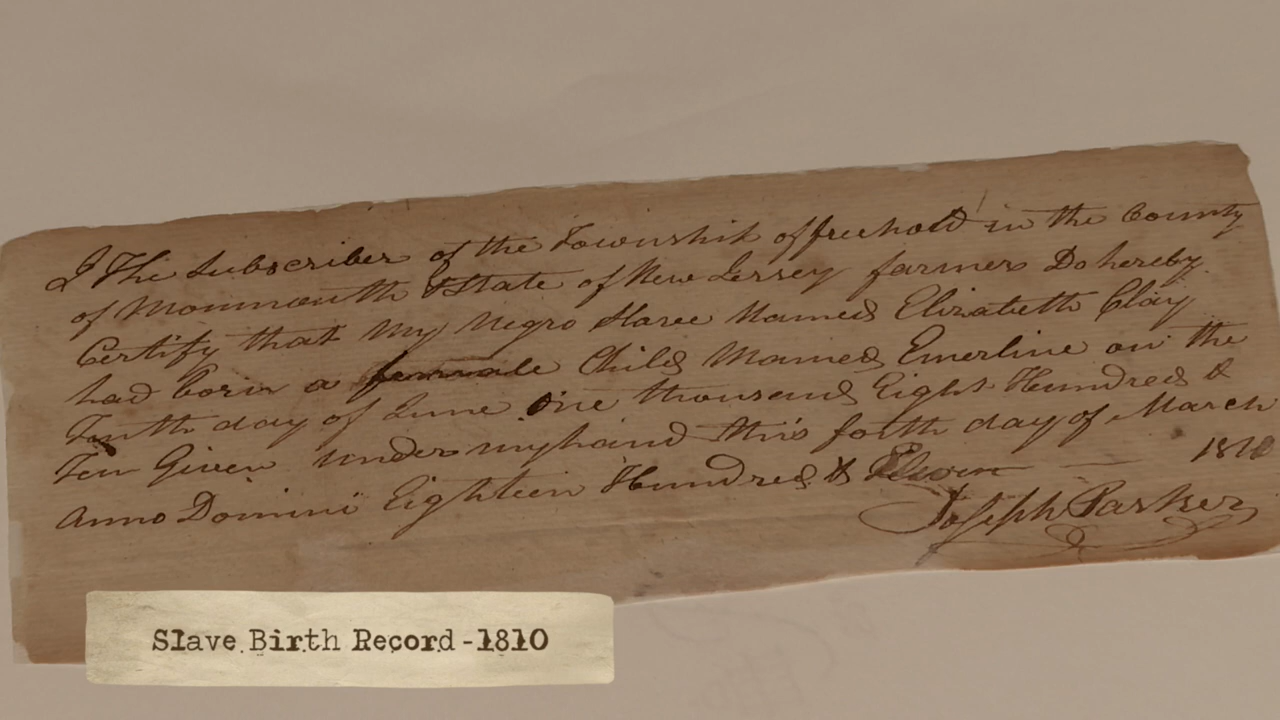 I The Subscriber of the Township of freehold in the County
of Monmouth & State of New Jersey farmer Do hereby
Certify that My Negro Slave Named Elizabeth Clay
had born a female Child Named Emerline on the
Tenth day of June One thousand Eight Hundred &
Ten Given under my hand this forth day of March
Anno Domini Eighteen Hundred & Eleven
1810
Joseph Parker
Slave Birth Record - 1810